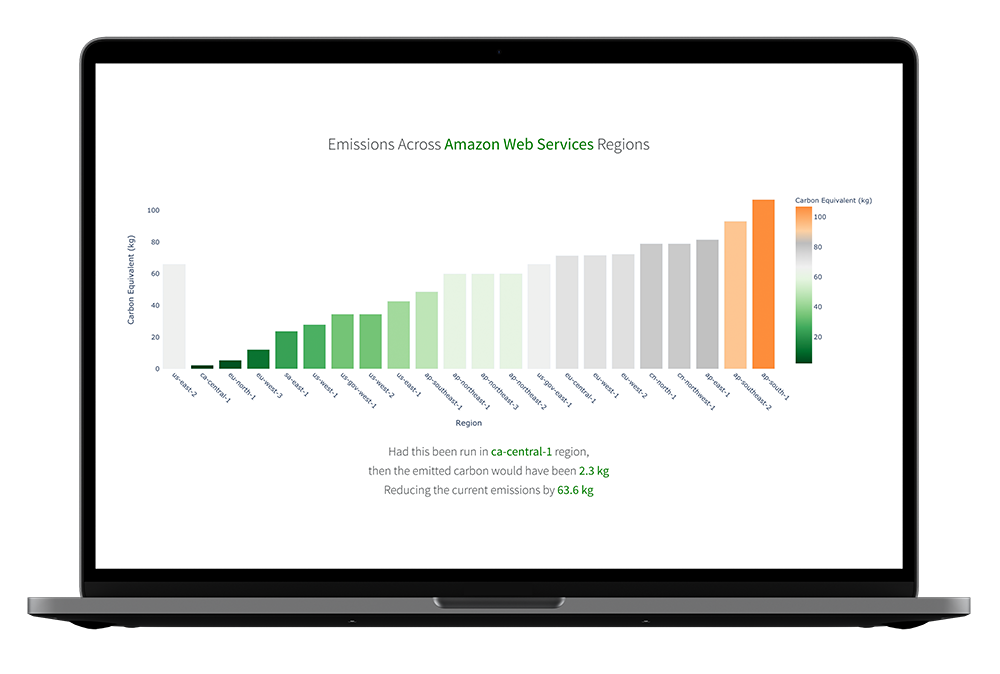 Emissions Across Amazon Web Services Regions
Carbon Equivalent (kg)
100
80
60
40
20
0
us-east-2
ca-central-1
eu-north-1
eu-west-3
sa-east-1
us-west-1
us-gov-west-1
us-west-2
us-east-1
ap-southeast-1
ap-northeast-1
ap-northeast-3
ap-northeast-2
us-gov-east-1
eu-central-1
eu-west-1
eu-west-2
cn-north-1
cn-northwest-1
ap-east-1
ap-southeast-2
ap-south-1
Region
Carbon Equivalent (kg)
100
80
60
40
20
Had this been run in ca-central-1 region,
then the emitted carbon would have been 2.3 kg
Reducing the current emissions by 63.6 kg